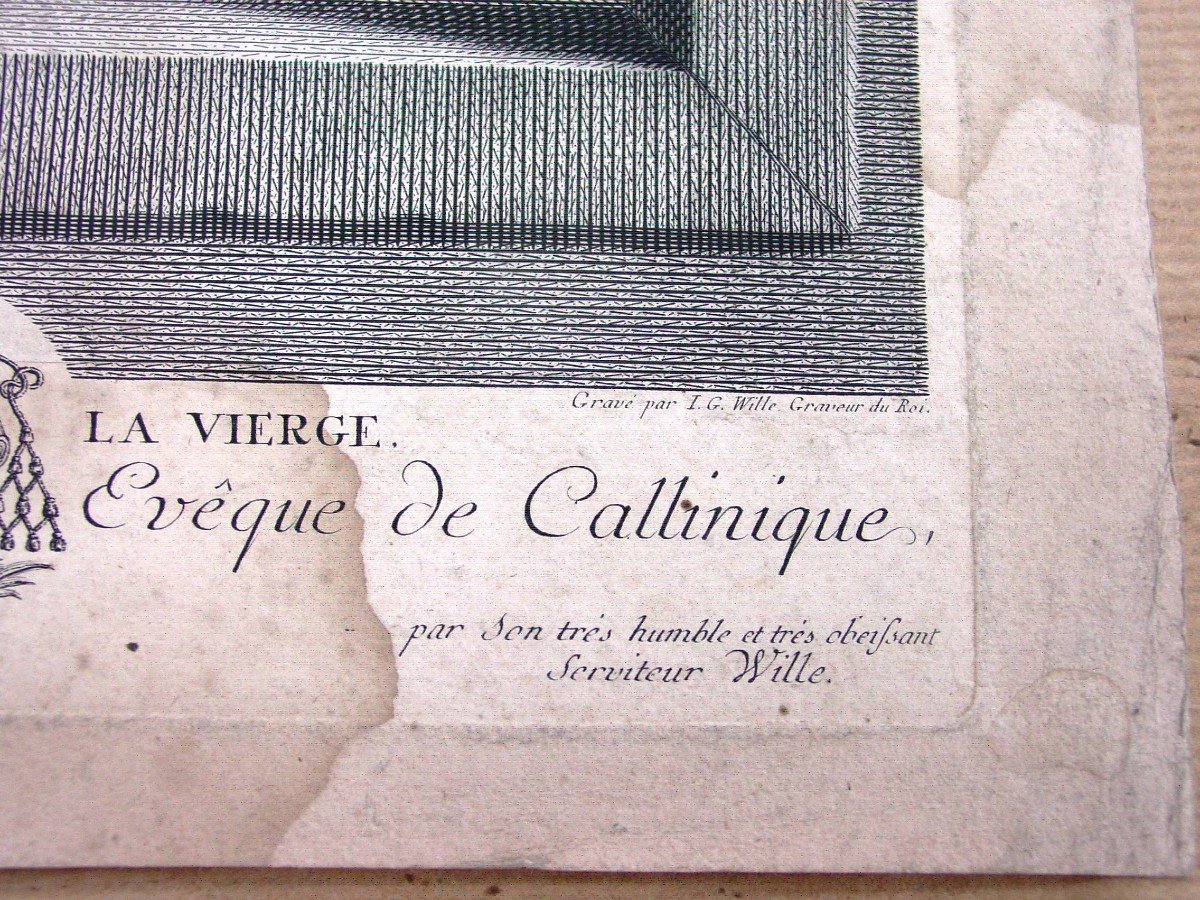 Gravé par I. G. Wille Graveur du Roi.
LA VIERGE.
Evêque de Callinique,
par Son trés humble et trés obeiſsant
Serviteur Wille.